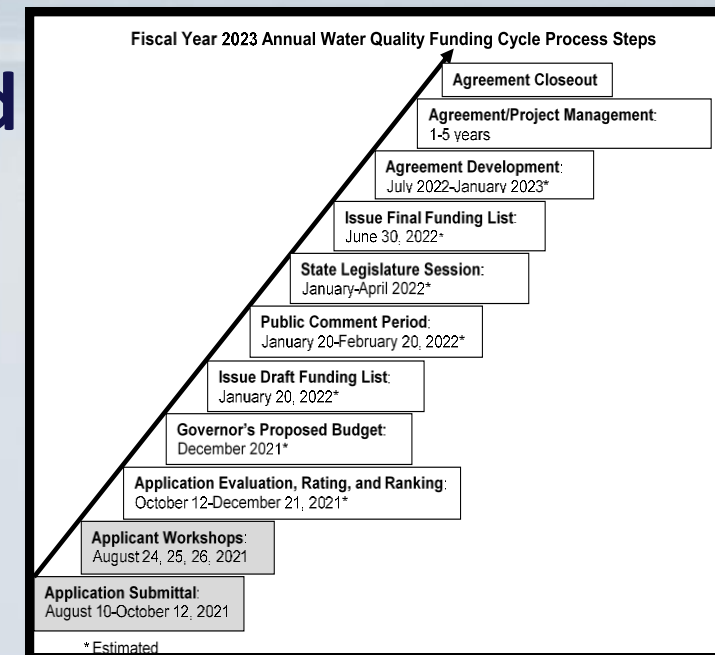 d
Fiscal Year 2023 Annual Water Quality Funding Cycle Process Steps
Agreement Closeout
Agreement/Project Management:
1-5 years
Agreement Development:
July 2022-January 2023*
Issue Final Funding List:
June 30, 2022*
State Legislature Session:
January-April 2022*
Public Comment Period:
January 20-February 20, 2022*
Issue Draft Funding List:
January 20, 2022*
Governor's Proposed Budget:
December 2021*
Application Evaluation, Rating, and Ranking:
October 12-December 21, 2021*
Applicant Workshops:
August 24, 25, 26, 2021
Application Submittal:
August 10-October 12, 2021
* Estimated